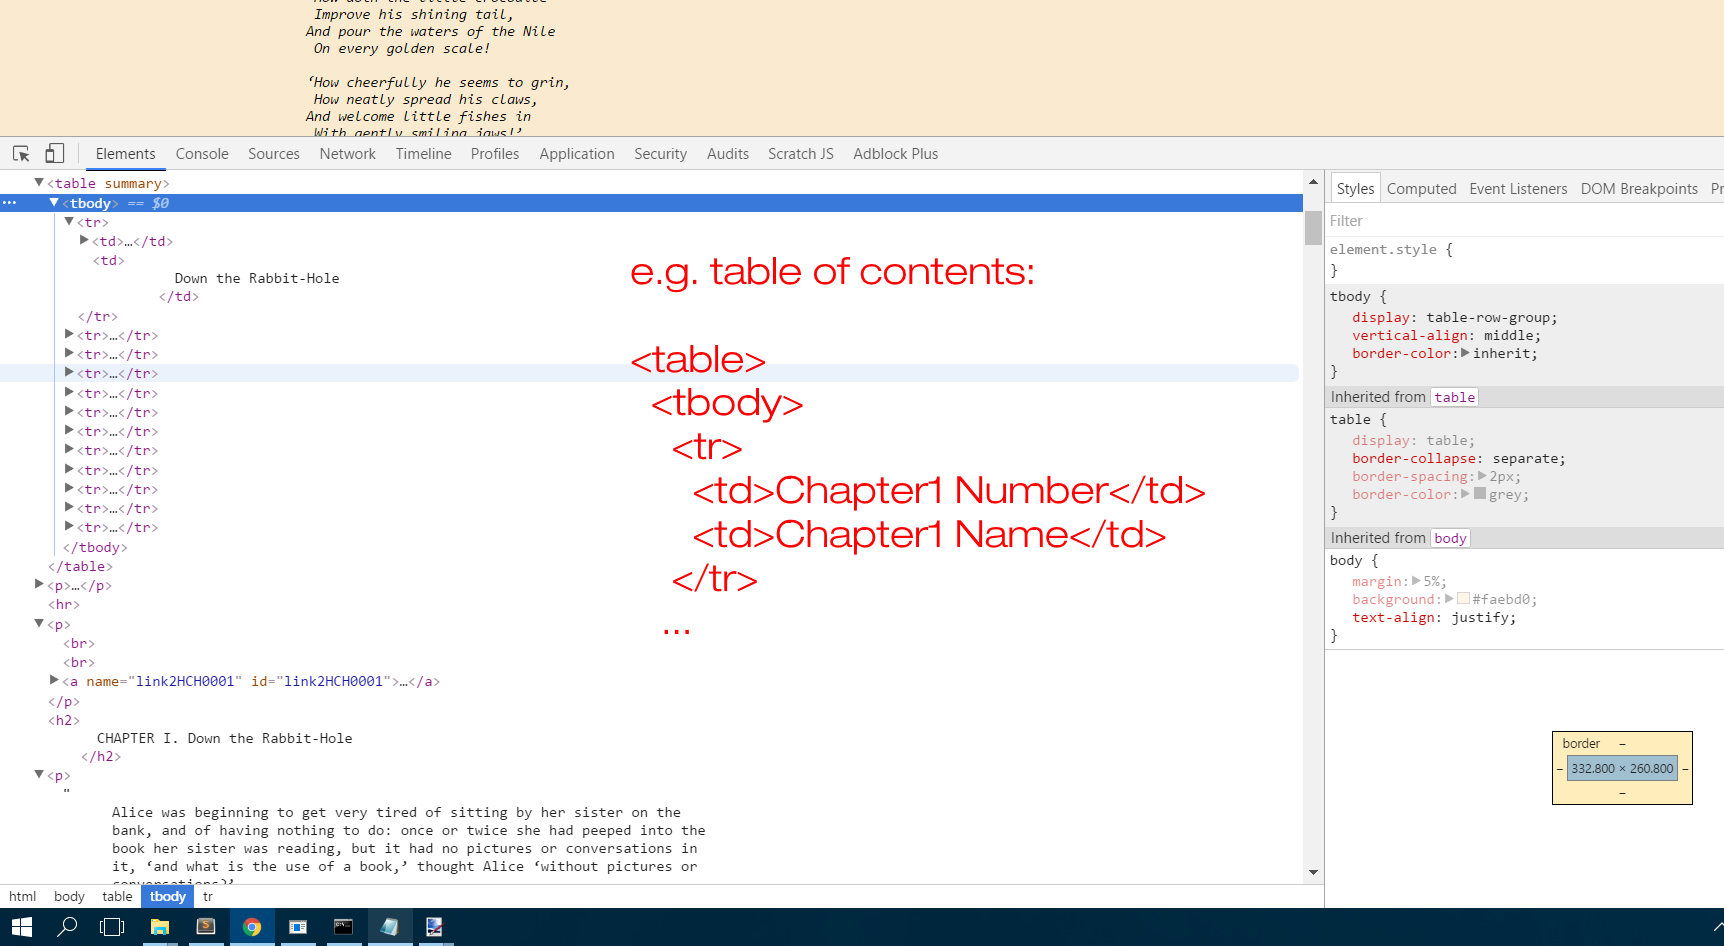 Improve his shining tail,
And pour the waters of the Nile
On every golden scale!
‘How cheerfully he seems to grin,
How neatly spread his claws,
And welcome little fishes in
With gently smiling jaws!’
Elements Console Sources Network Timeline Profiles Application Security Audits Scratch JS Adblock Plus
<table summary>
... <tbody> == $0
<tr>
<td>…</td>
<td>
Down the Rabbit-Hole
</td>
</tr>
<tr>…</tr>
<tr>…</tr>
<tr>…</tr>
<tr>…</tr>
<tr>…</tr>
<tr>…</tr>
<tr>…</tr>
<tr>…</tr>
<tr>…</tr>
<tr>…</tr>
<tr>…</tr>
</tbody>
</table>
<p>…</p>
<hr>
<p>
<br>
<br>
<a name="link2HCH0001" id="link2HCH0001">…</a>
</p>
<h2>
CHAPTER I. Down the Rabbit-Hole
</h2>
<p>
"
Alice was beginning to get very tired of sitting by her sister on the
bank, and of having nothing to do: once or twice she had peeped into the
book her sister was reading, but it had no pictures or conversations in
it, ‘and what is the use of a book,’ thought Alice ‘without pictures or
conversations?’
html body table tbody tr
e.g. table of contents:
<table>
<tbody>
<tr>
<td>Chapter1 Number</td>
<td>Chapter1 Name</td>
</tr>
...
Styles Computed Event Listeners DOM Breakpoints Pr
Filter
element.style {
}
tbody {
display: table-row-group;
vertical-align: middle;
border-color: inherit;
}
Inherited from table
table {
display: table;
border-collapse: separate;
border-spacing: 2px;
border-color: grey;
}
Inherited from body
body {
margin: 5%;
background: #faebd0;
text-align: justify;
}
border –
– 332.800 × 260.800 –
–